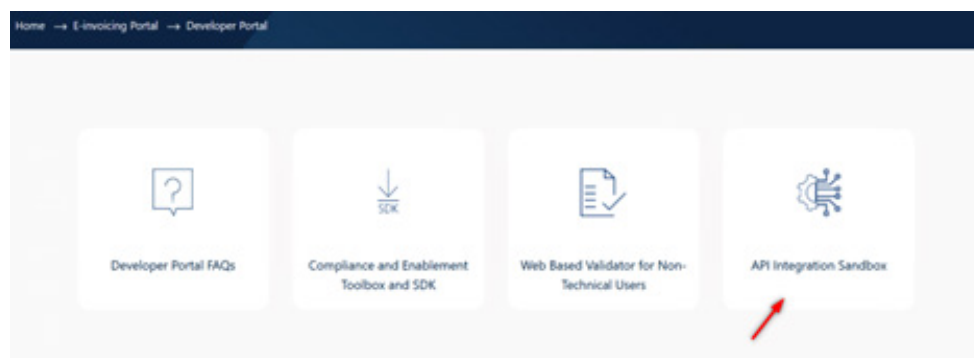 Home → E-invoicing Portal → Developer Portal
?
SDK
Developer Portal FAQs
Compliance and Enablement
Toolbox and SDK
Web Based Validator for Non-
Technical Users
API Integration Sandbox